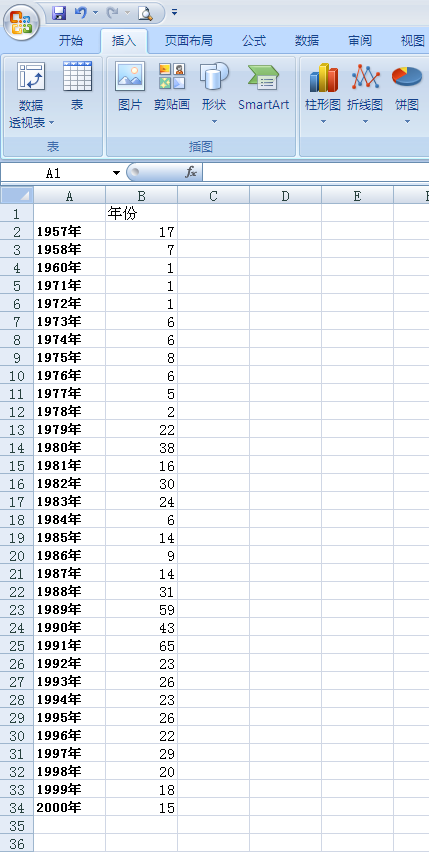 开始 插入 页面布局 公式 数据 审阅 视图
数据透视表 表 图片 剪贴画 形状 SmartArt 柱形图 折线图 饼图
表 插图
A1 fx
A B C D E
1 年份
2 1957年 17
3 1958年 7
4 1960年 1
5 1971年 1
6 1972年 1
7 1973年 6
8 1974年 6
9 1975年 8
10 1976年 6
11 1977年 5
12 1978年 2
13 1979年 22
14 1980年 38
15 1981年 16
16 1982年 30
17 1983年 24
18 1984年 6
19 1985年 14
20 1986年 9
21 1987年 14
22 1988年 31
23 1989年 59
24 1990年 43
25 1991年 65
26 1992年 23
27 1993年 26
28 1994年 23
29 1995年 26
30 1996年 22
31 1997年 29
32 1998年 20
33 1999年 18
34 2000年 15
35
36